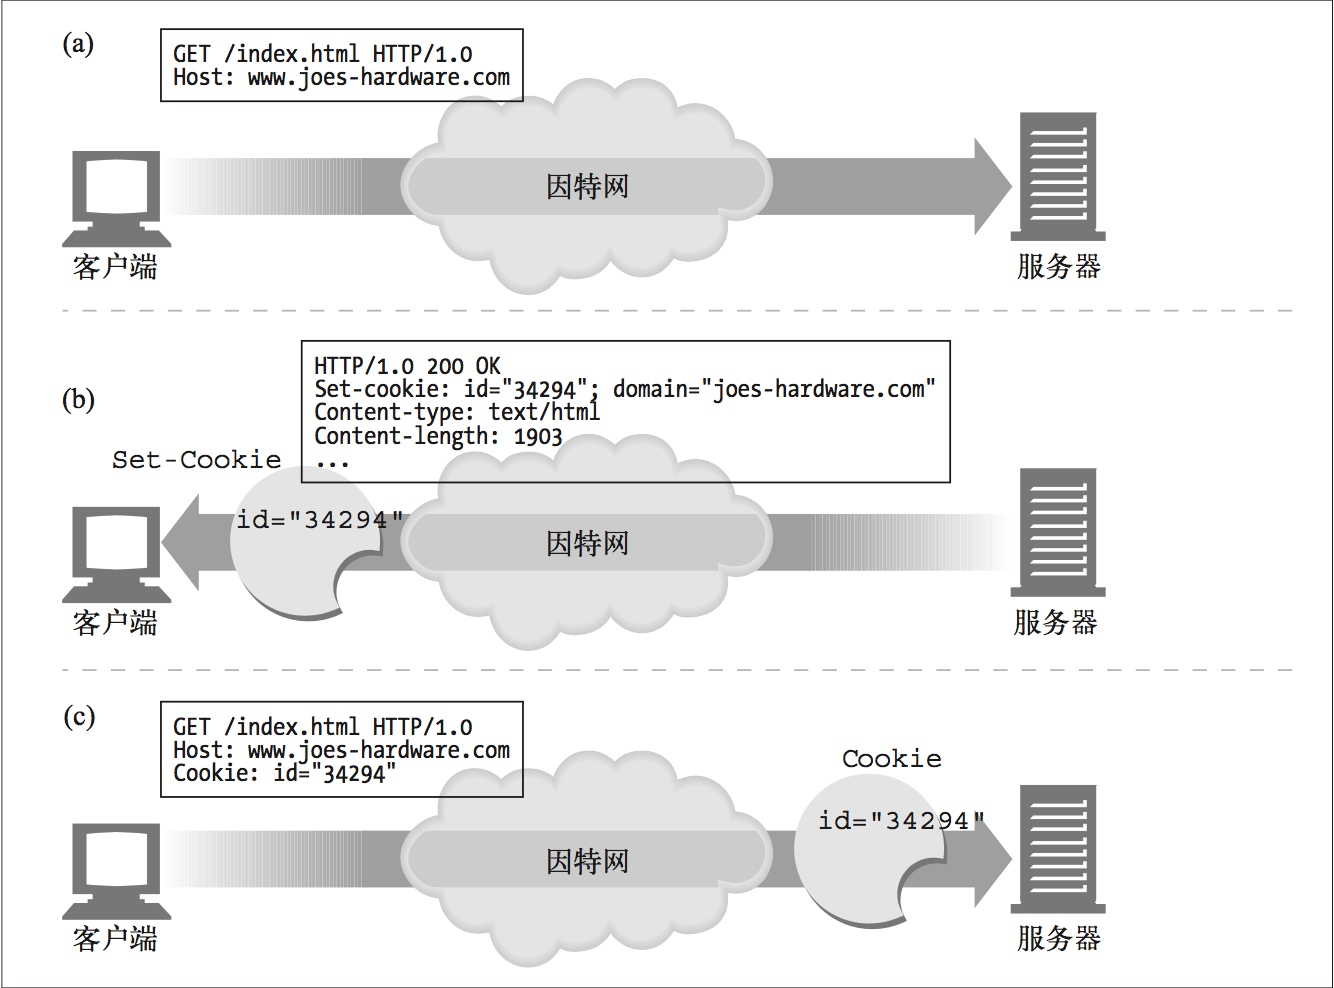 (a)
GET /index.html HTTP/1.0
Host: www.joes-hardware.com
因特网
客户端
服务器
(b)
HTTP/1.0 200 OK
Set-cookie: id="34294"; domain="joes-hardware.com"
Content-type: text/html
Content-length: 1903
...
Set-Cookie
id="34294"
因特网
客户端
服务器
(c)
GET /index.html HTTP/1.0
Host: www.joes-hardware.com
Cookie: id="34294"
Cookie
id="34294"
因特网
客户端
服务器